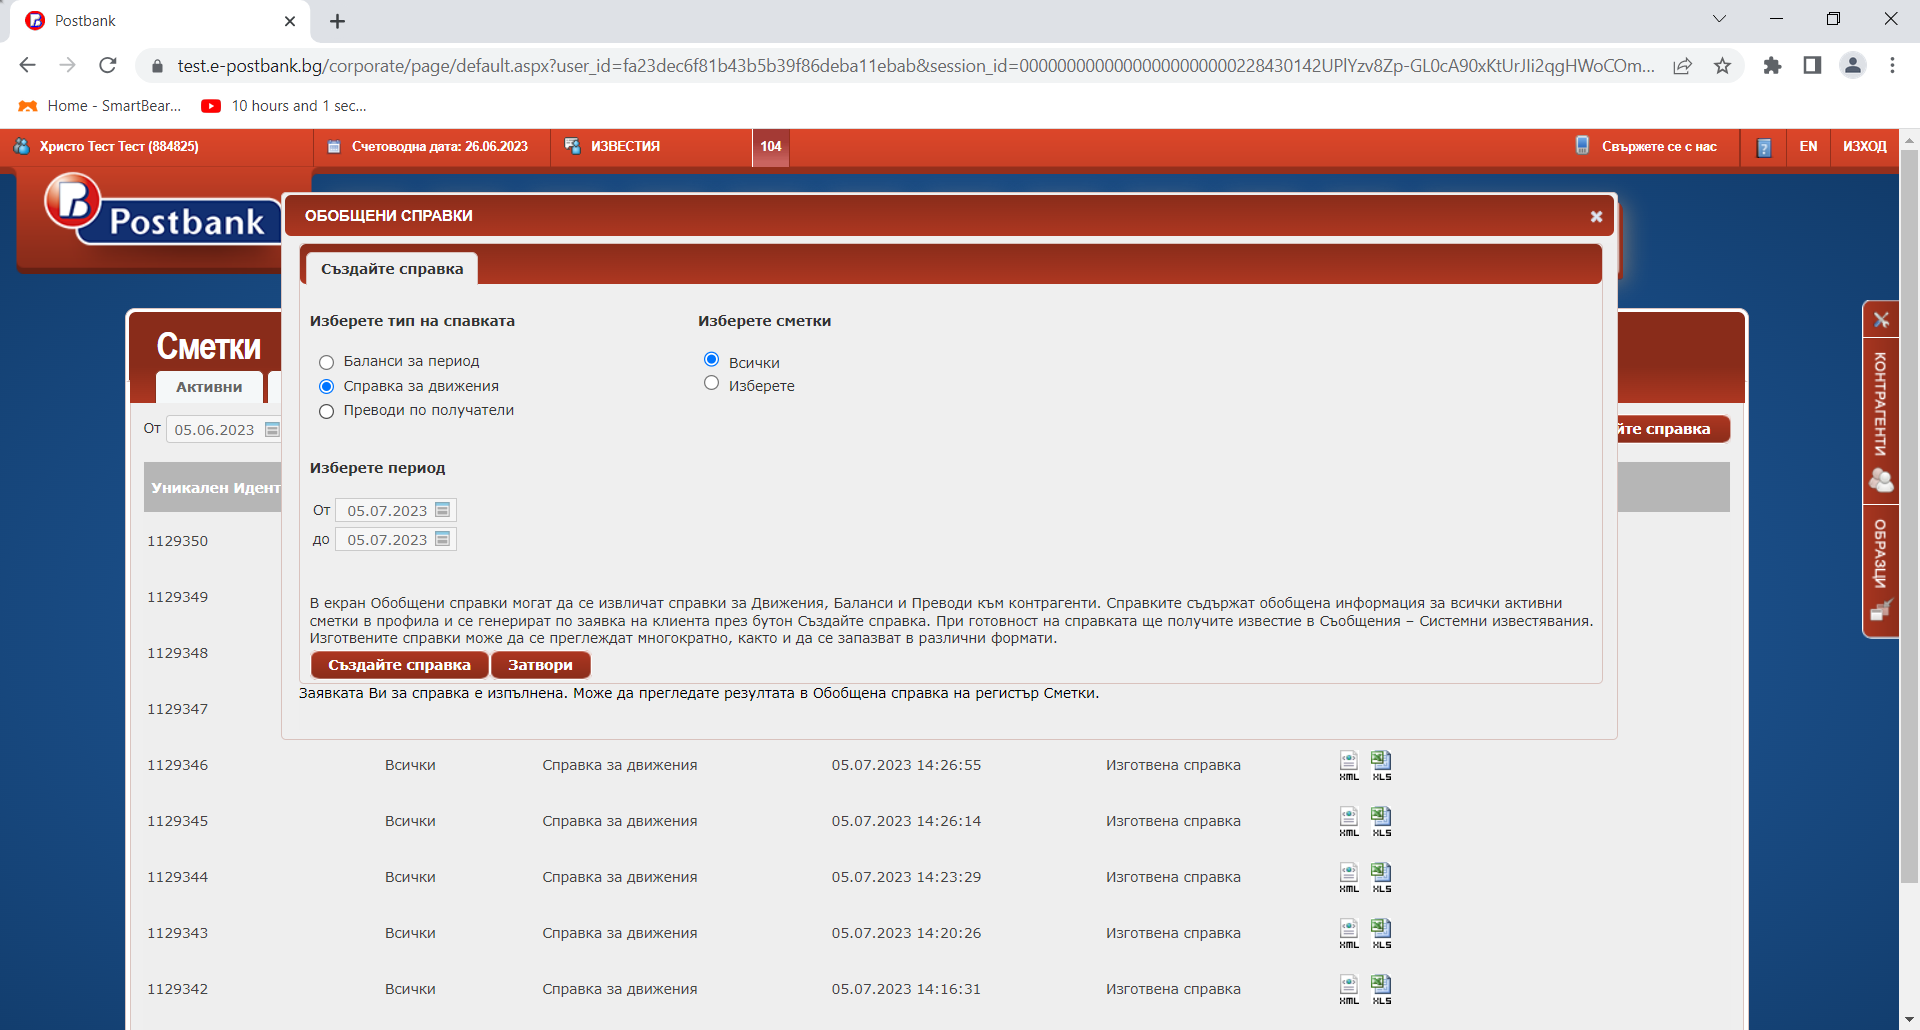 Postbank
test.e-postbank.bg/corporate/page/default.aspx?user_id=fa23dec6f81b43b5b39f86deba11ebab&session_id=
Home - SmartBear...
10 hours and 1 sec...
Христо Тест Тест (884825)
Счетоводна дата: 26.06.2023
ИЗВЕСТИЯ
104
Свържете се с нас
EN
ИЗХОД
Postbank
ОБОБЩЕНИ СПРАВКИ
Създайте справка
Изберете тип на спавката
Изберете сметки
Баланси за период
Всички
Справка за движения
Изберете
Преводи по получатели
Изберете период
От 05.07.2023
до 05.07.2023
В екран Обобщени справки могат да се извличат справки за Движения, Баланси и Преводи към контрагенти. Справките съдържат обобщена информация за всички активни
сметки в профила и се генерират по заявка на клиента през бутон Създайте справка. При готовност на справката ще получите известие в Съобщения – Системни известявания.
Изготвените справки може да се преглеждат многократно, както и да се запазват в различни формати.
Създайте справка Затвори
Заявката Ви за справка е изпълнена. Може да прегледате резултата в Обобщена справка на регистър Сметки.
Сметки
Активни
От 05.06.2023
йте справка
Уникален Идент
1129350
1129349
1129348
1129347
1129346 Всички Справка за движения 05.07.2023 14:26:55 Изготвена справка XML XLS
1129345 Всички Справка за движения 05.07.2023 14:26:14 Изготвена справка XML XLS
1129344 Всички Справка за движения 05.07.2023 14:23:29 Изготвена справка XML XLS
1129343 Всички Справка за движения 05.07.2023 14:20:26 Изготвена справка XML XLS
1129342 Всички Справка за движения 05.07.2023 14:16:31 Изготвена справка XML XLS
КОНТРАГЕНТИ
ОБРАЗЦИ